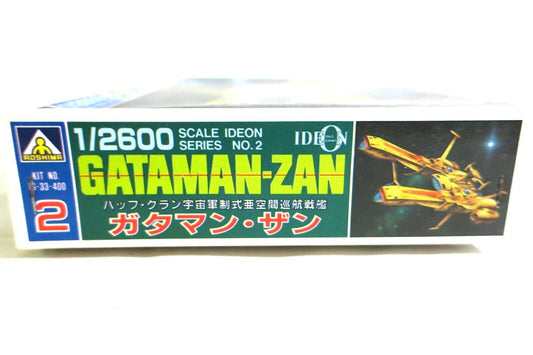 AOSHIMA
KIT NO.
IG-33-400
2
1/2600 SCALE IDEON
SERIES NO.2
IDEON
GATAMAN-ZAN
バッフ・クラン宇宙軍制式亜空間巡航戦艦
ガタマン・ザン